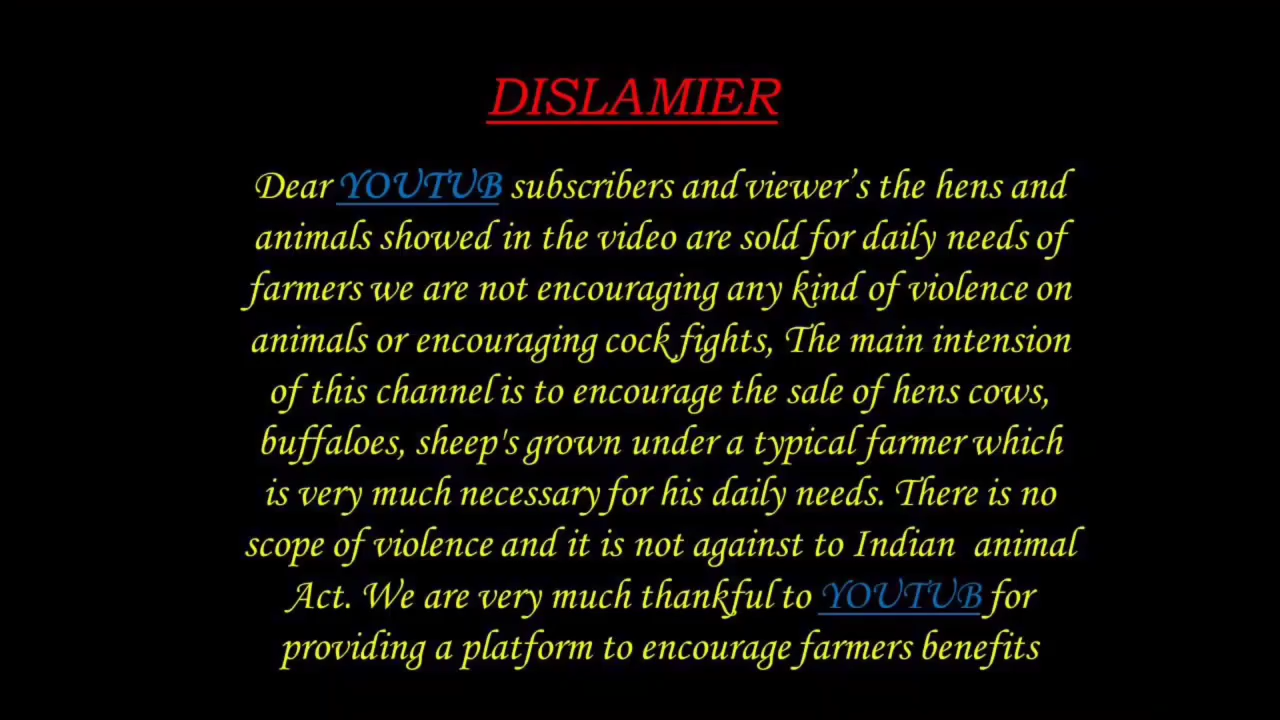 DISLAMIER
Dear YOUTUB subscribers and viewer’s the hens and
animals showed in the video are sold for daily needs of
farmers we are not encouraging any kind of violence on
animals or encouraging cock fights, The main intension
of this channel is to encourage the sale of hens cows,
buffaloes, sheep's grown under a typical farmer which
is very much necessary for his daily needs. There is no
scope of violence and it is not against to Indian  animal
Act. We are very much thankful to YOUTUB for
providing a platform to encourage farmers benefits